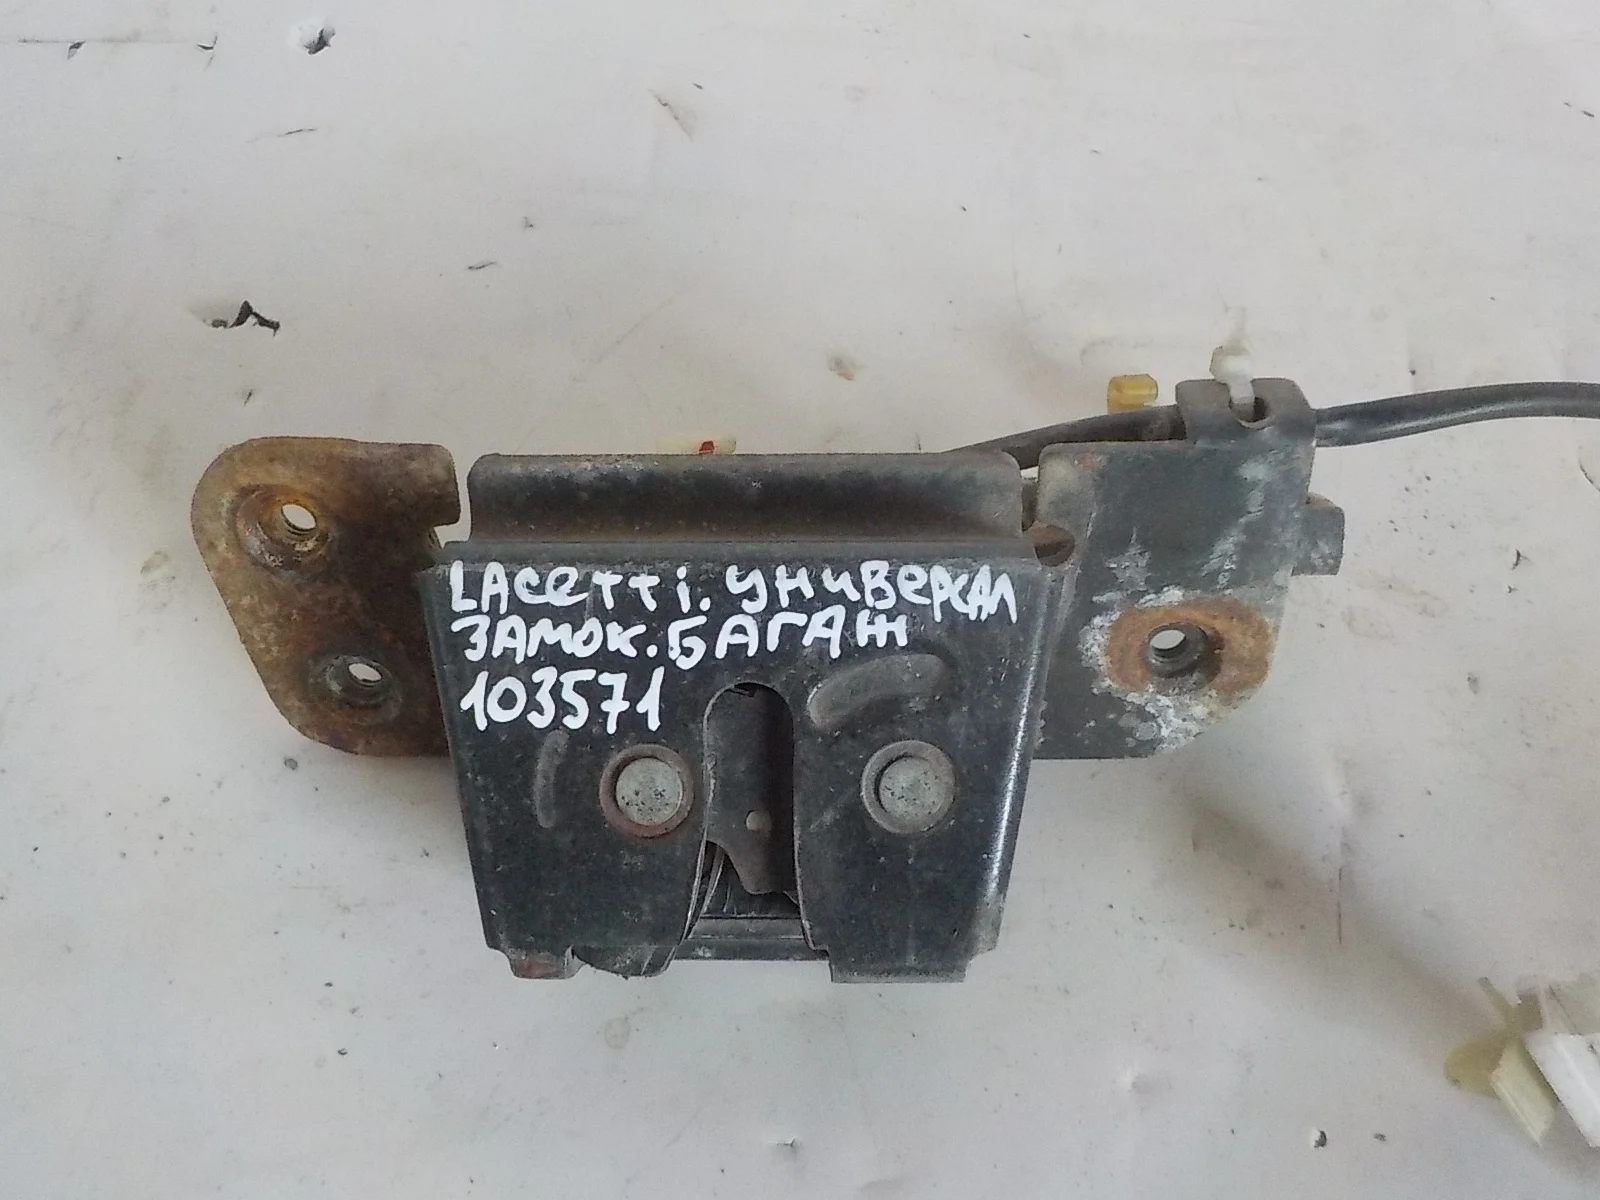 LAcetti. УНИВЕРСАЛ
ЗАМОК. БАГАЖ
103571